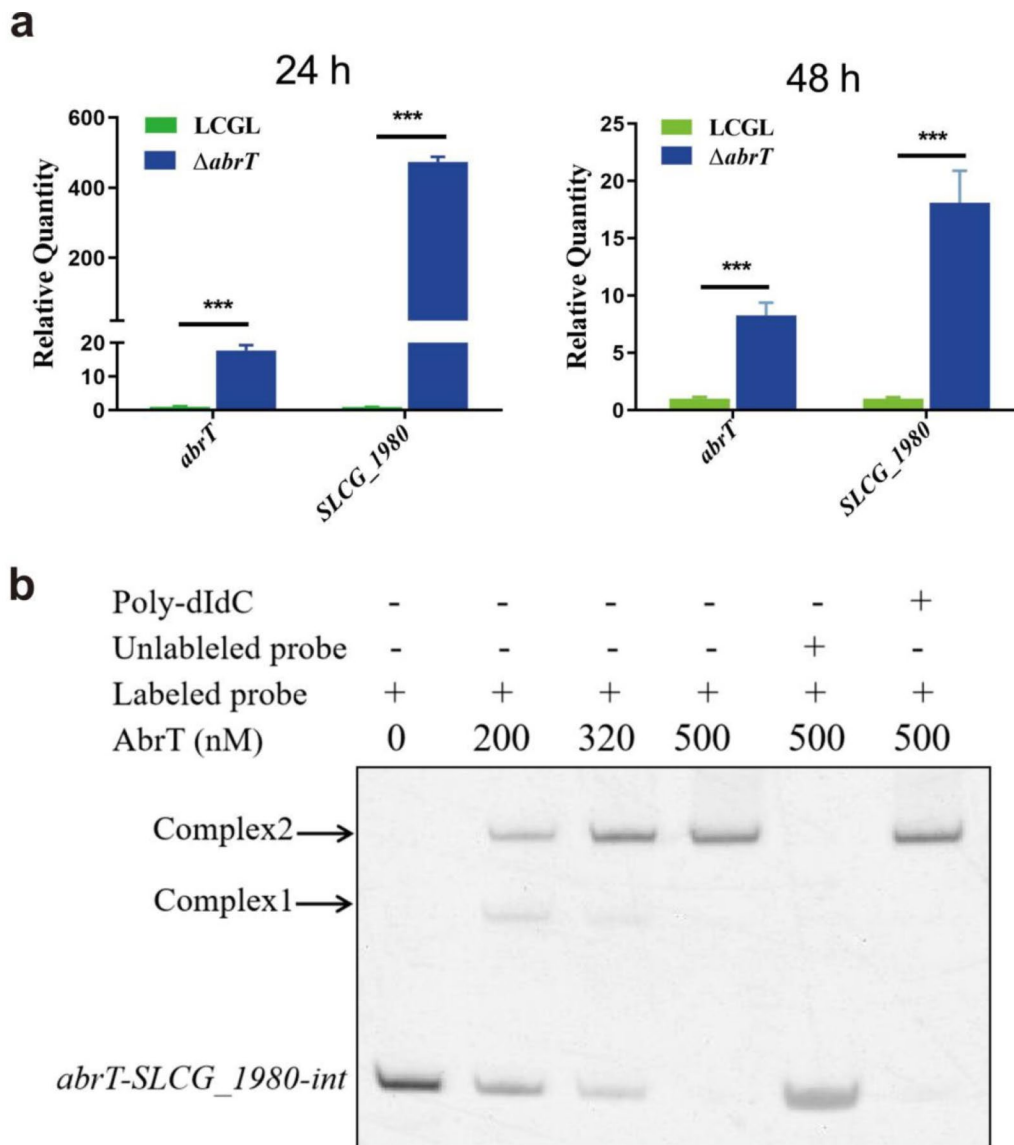 a
24 h
48 h
LCGL
ΔabrT
LCGL
ΔabrT
***
***
***
***
Relative Quantity
600
400
200
20
10
0
Relative Quantity
25
20
15
10
5
0
abrT
SLCG_1980
abrT
SLCG_1980
b
Poly-dIdC - - - - - +
Unlableled probe - - - - + -
Labeled probe + + + + + +
AbrT (nM) 0 200 320 500 500 500
Complex2
Complex1
abrT-SLCG_1980-int